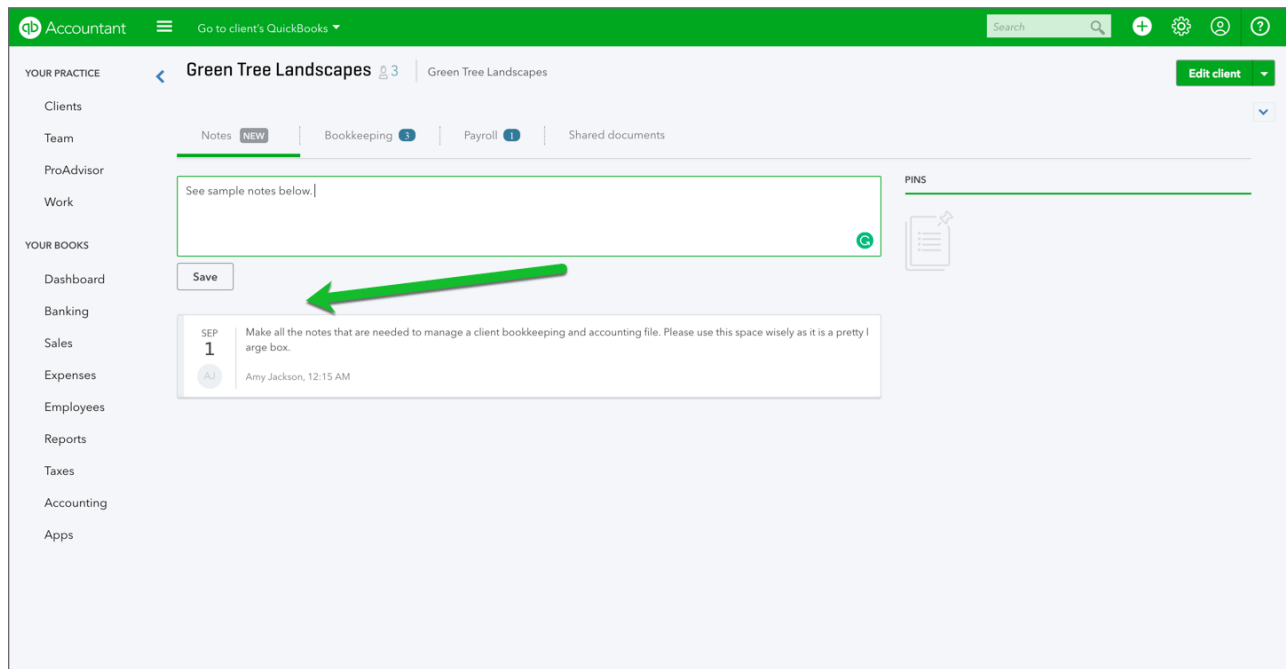 qb Accountant
Go to client's QuickBooks
Search
YOUR PRACTICE
Clients
Team
ProAdvisor
Work
YOUR BOOKS
Dashboard
Banking
Sales
Expenses
Employees
Reports
Taxes
Accounting
Apps
Green Tree Landscapes 3 Green Tree Landscapes
Edit client
Notes NEW Bookkeeping 3 Payroll 1 Shared documents
See sample notes below.
Save
PINS
SEP
1
AJ
Make all the notes that are needed to manage a client bookkeeping and accounting file. Please use this space wisely as it is a pretty l
arge box.
Amy Jackson, 12:15 AM